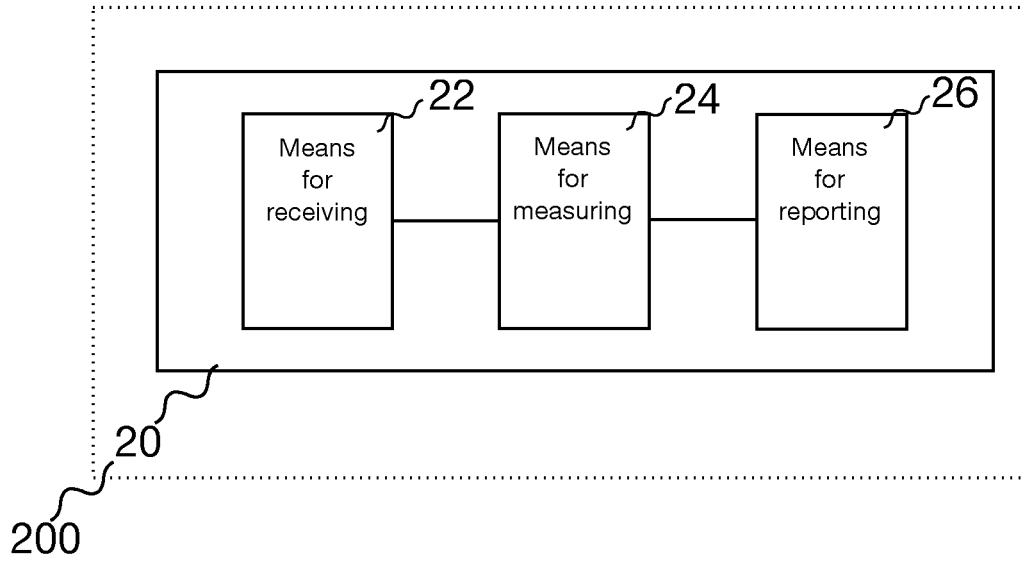 22
24
26
Means
for
receiving
Means
for
measuring
Means
for
reporting
20
200